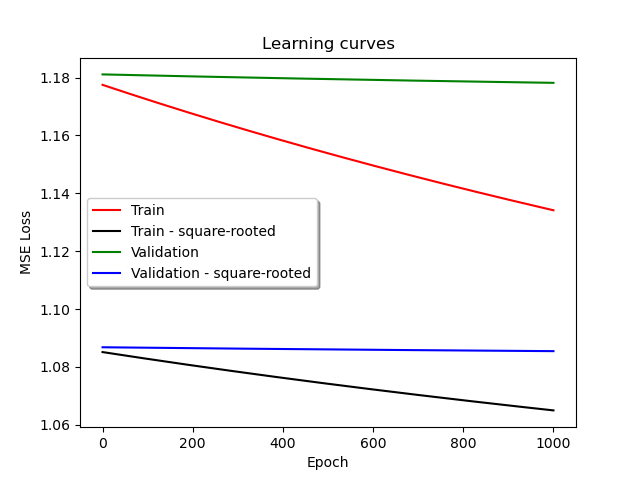 Learning curves
MSE Loss
1.18
1.16
1.14
1.12
1.10
1.08
1.06
Train
Train - square-rooted
Validation
Validation - square-rooted
0
200
400
600
800
1000
Epoch